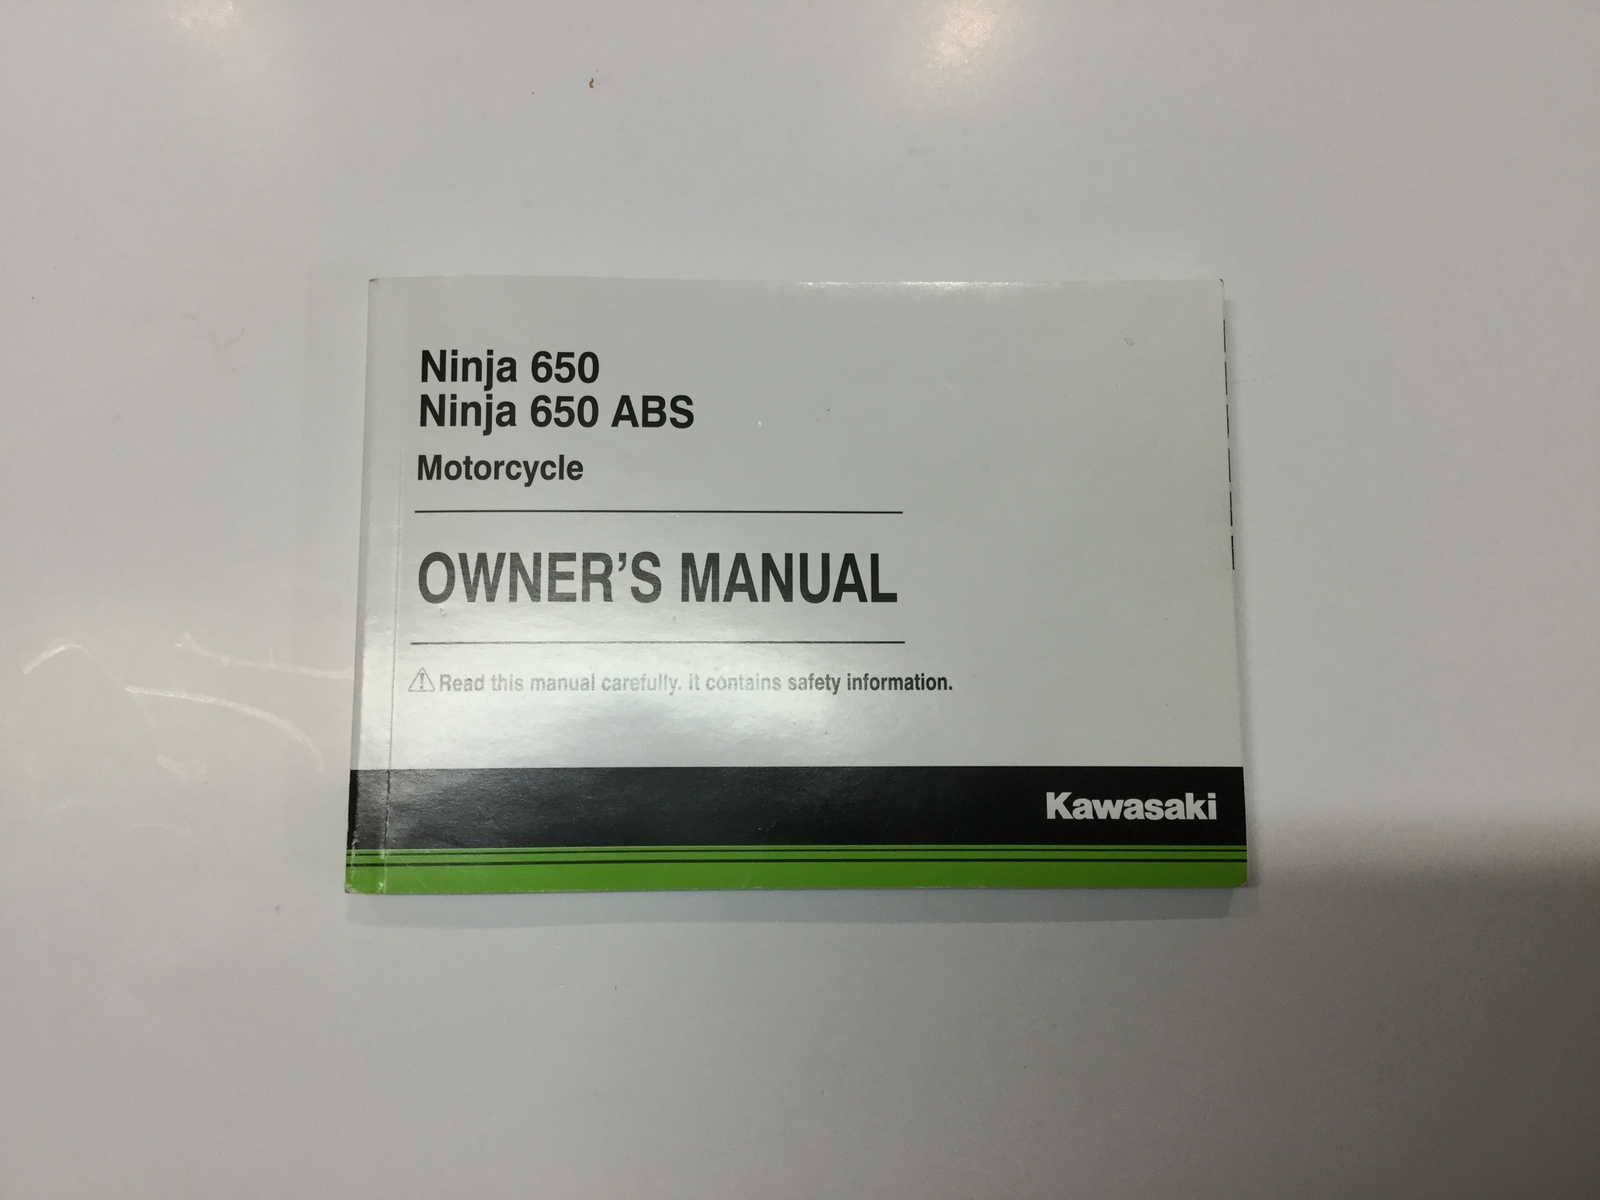 Ninja 650
Ninja 650 ABS
Motorcycle
OWNER’S MANUAL
Read this manual carefully. It contains safety information.
Kawasaki